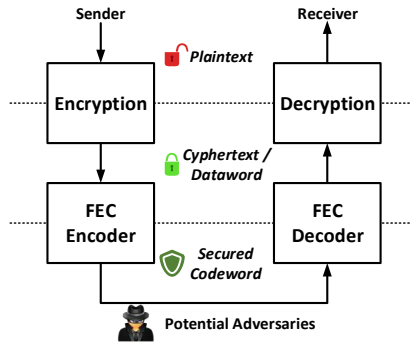 Sender
Receiver
Plaintext
Encryption
Decryption
Cyphertext /
Dataword
FEC
Encoder
FEC
Decoder
Secured
Codeword
Potential Adversaries